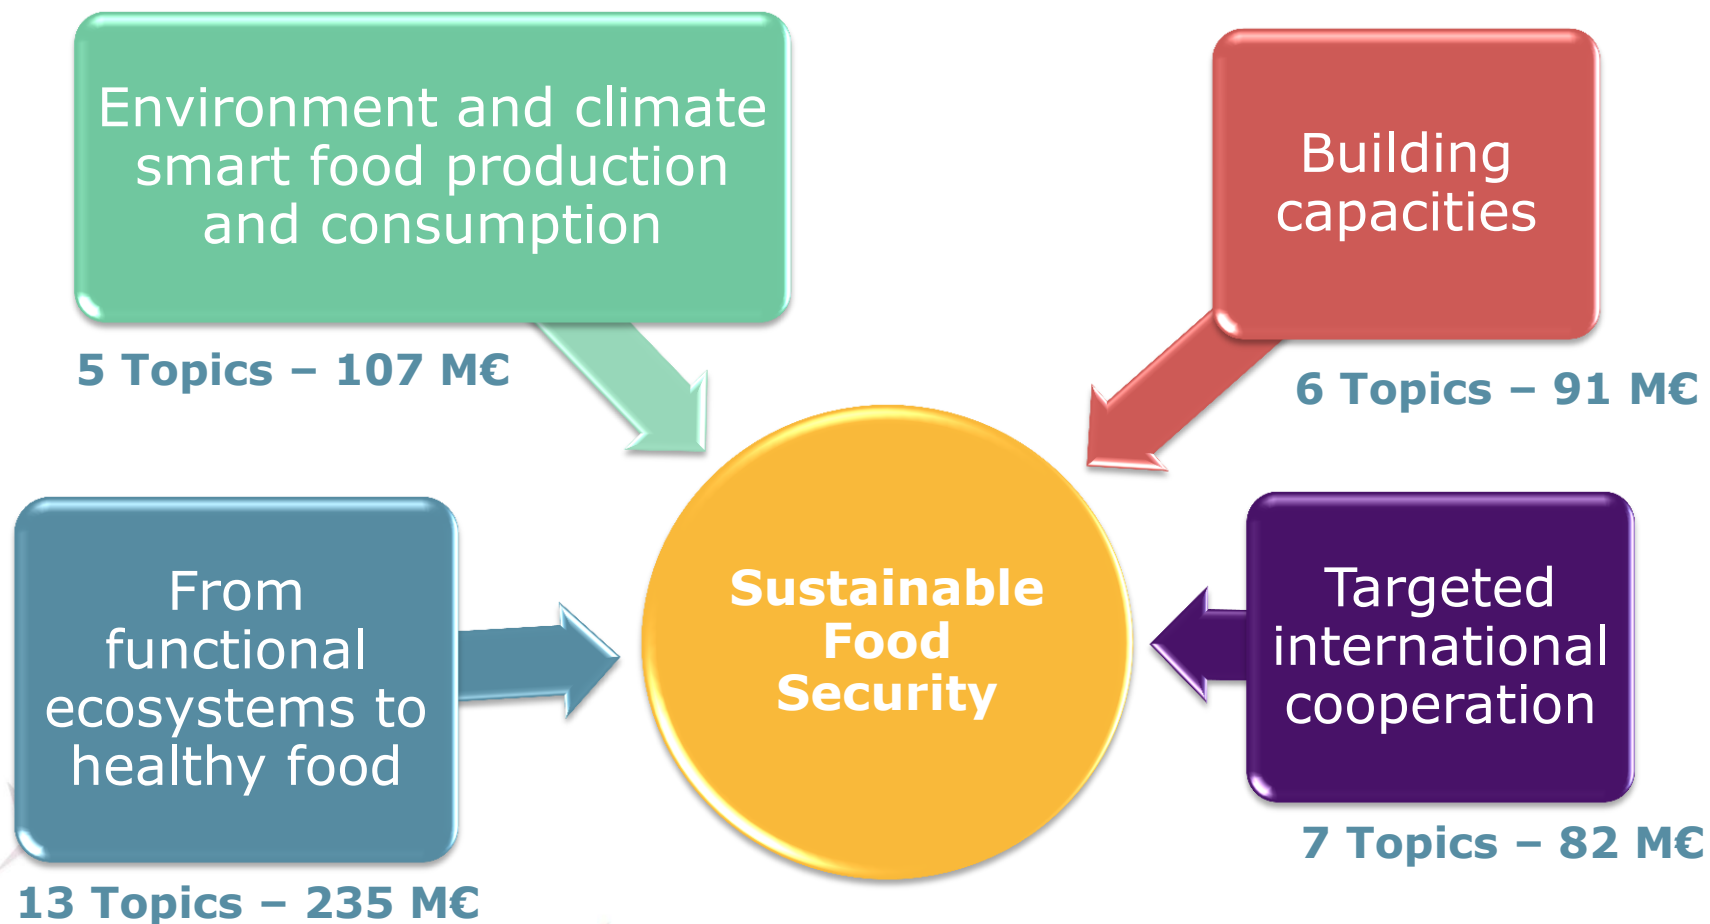 Environment and climate
smart food production
and consumption
5 Topics – 107 M€
Building
capacities
6 Topics – 91 M€
From
functional
ecosystems to
healthy food
13 Topics – 235 M€
Sustainable
Food
Security
Targeted
international
cooperation
7 Topics – 82 M€